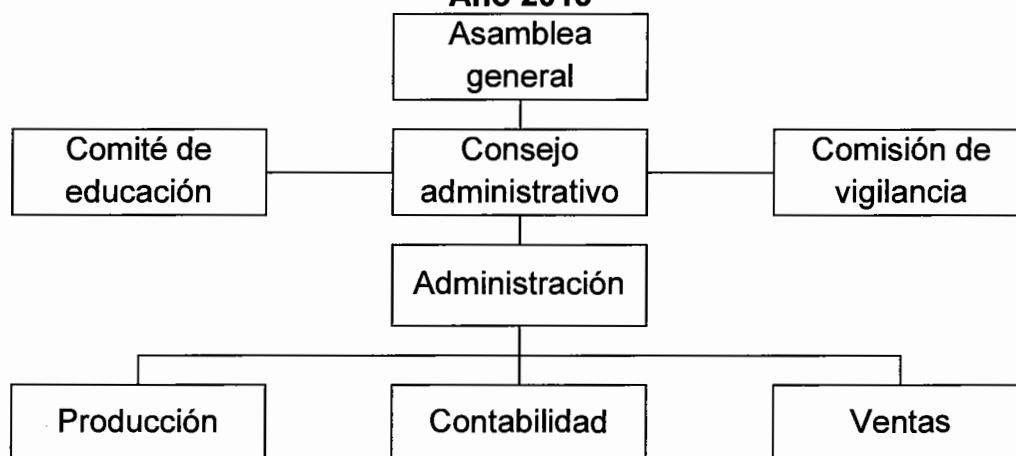 Asamblea
general
Comité de
educación
Consejo
administrativo
Comisión de
vigilancia
Administración
Producción
Contabilidad
Ventas